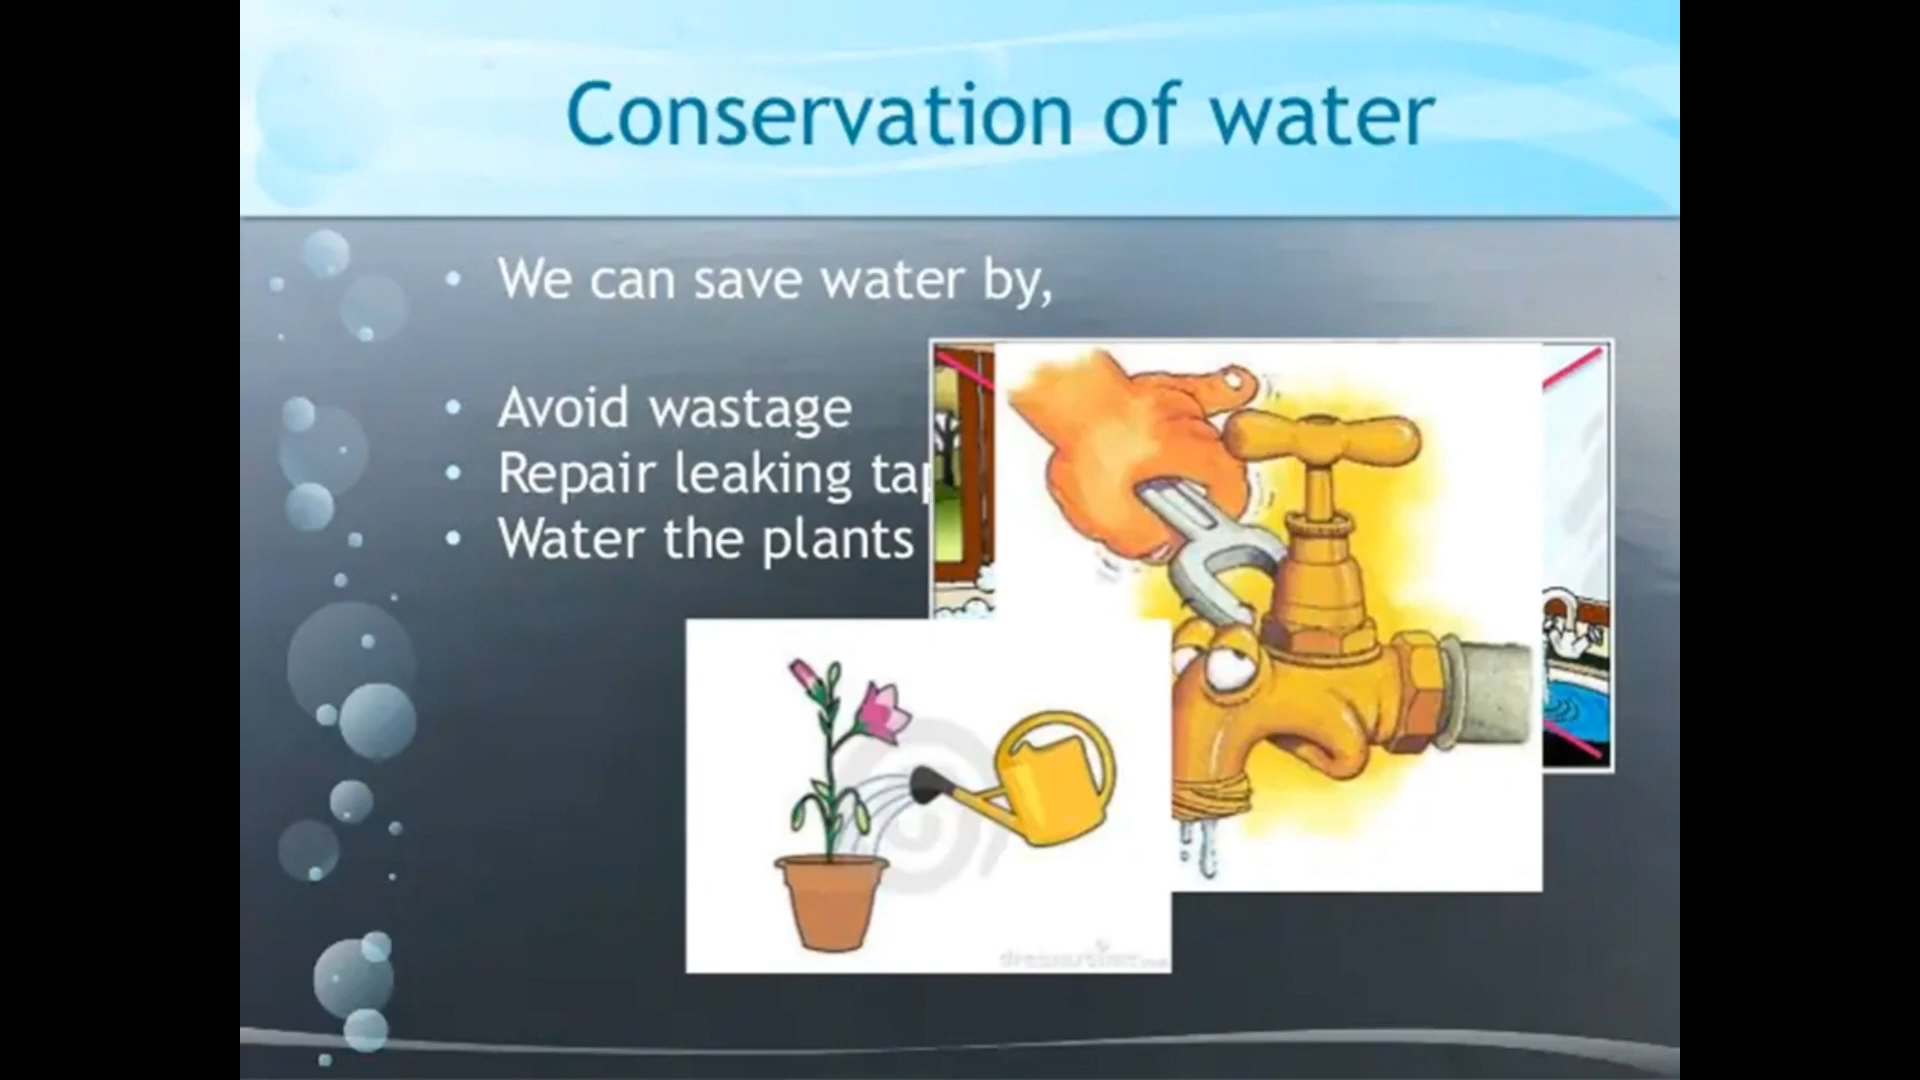 Conservation of water
• We can save water by,
• Avoid wastage
• Repair leaking tap
• Water the plants